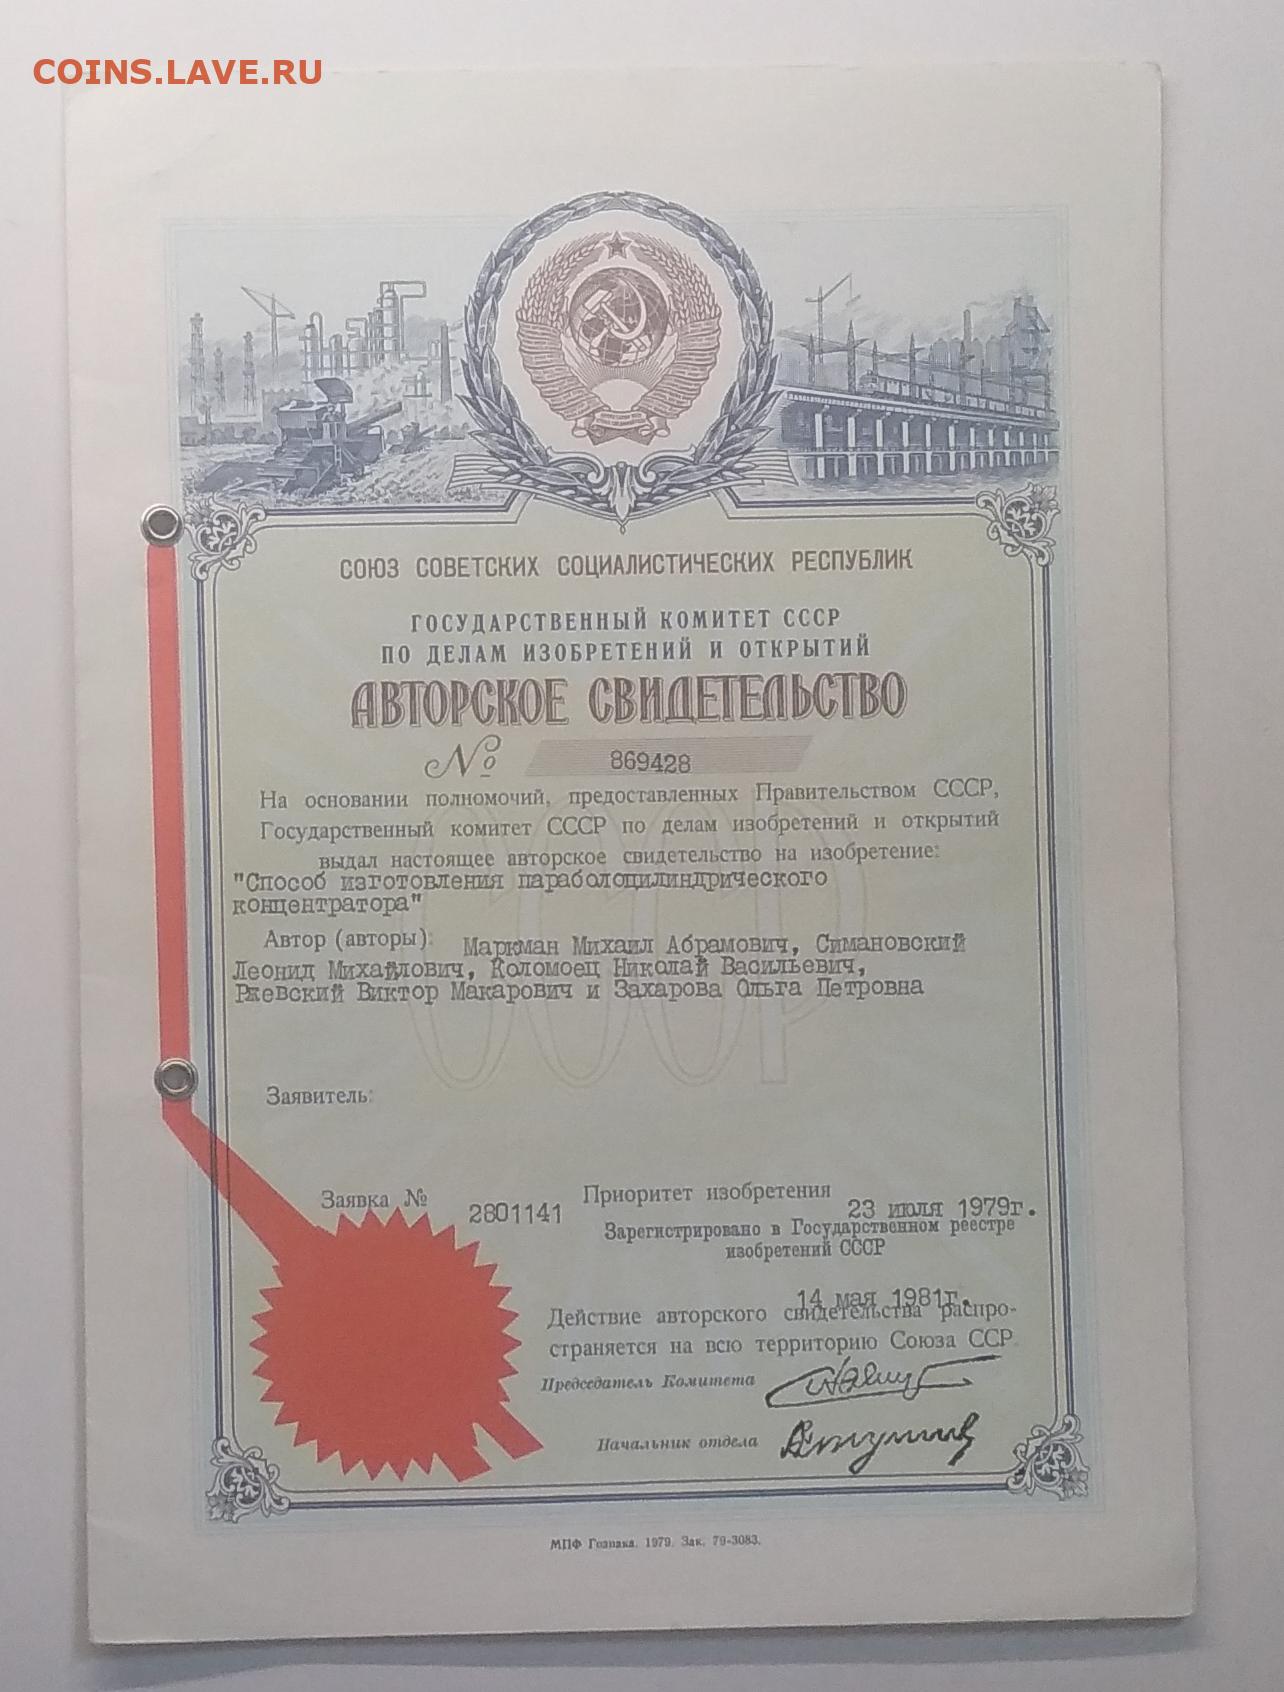 COINS.LAVE.RU
СОЮЗ СОВЕТСКИХ СОЦИАЛИСТИЧЕСКИХ РЕСПУБЛИК
ГОСУДАРСТВЕННЫЙ КОМИТЕТ СССР
ПО ДЕЛАМ ИЗОБРЕТЕНИЙ И ОТКРЫТИЙ
АВТОРСКОЕ СВИДЕТЕЛЬСТВО
№ 869428
На основании полномочий, предоставленных Правительством СССР,
Государственный комитет СССР по делам изобретений и открытий
выдал настоящее авторское свидетельство на изобретение:
"Способ изготовления параболоцилиндрического
концентратора"
Автор (авторы): Маркман Михаил Абрамович, Симановский
Леонид Михайлович, Коломоец Николай Васильевич,
Ржевский Виктор Макарович и Захарова Ольга Петровна
СССР
Заявитель:
Заявка № 2801141 Приоритет изобретения 23 июля 1979г.
Зарегистрировано в Государственном реестре
изобретений СССР
14 мая 1981г.
Действие авторского свидетельства распро-
страняется на всю территорию Союза ССР.
Председатель Комитета
Начальник отдела
МПФ Гознака. 1979. Зак. 79-3083.